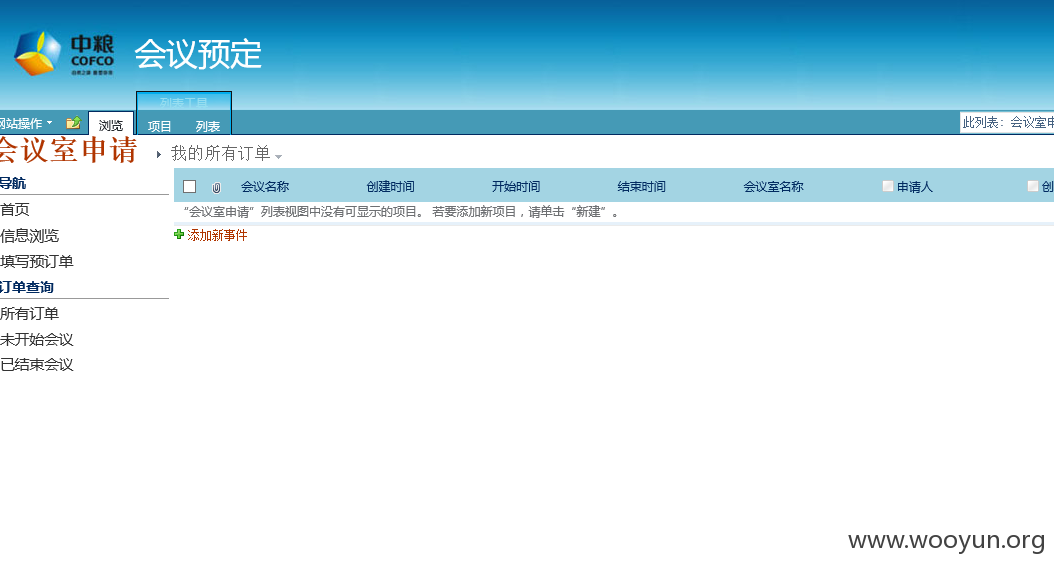 中粮
COFCO
自然之源 重塑你我
会议预定
列表工具
网站操作 浏览 项目 列表 此列表: 会议室申
会议室申请 我的所有订单
导航
会议名称 创建时间 开始时间 结束时间 会议室名称 申请人 创
首页
“会议室申请”列表视图中没有可显示的项目。 若要添加新项目，请单击“新建”。
信息浏览
添加新事件
填写预订单
订单查询
所有订单
未开始会议
已结束会议
www.wooyun.org